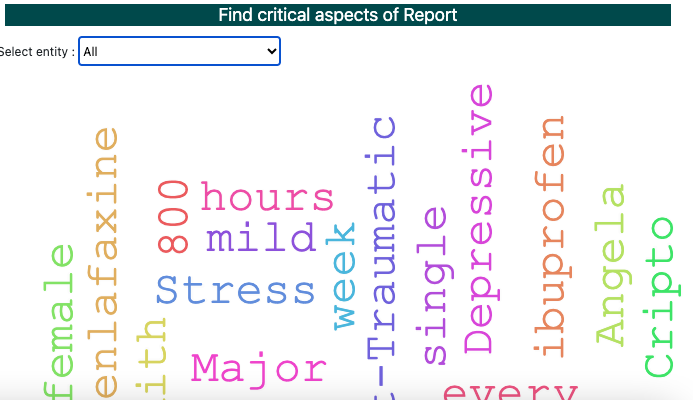 Find critical aspects of Report
Select entity :
All
female
enlafaxine
ith
800
hours
mild
Stress
Major
week
-Traumatic
single
Depressive
every
ibuprofen
Angela
Cripto